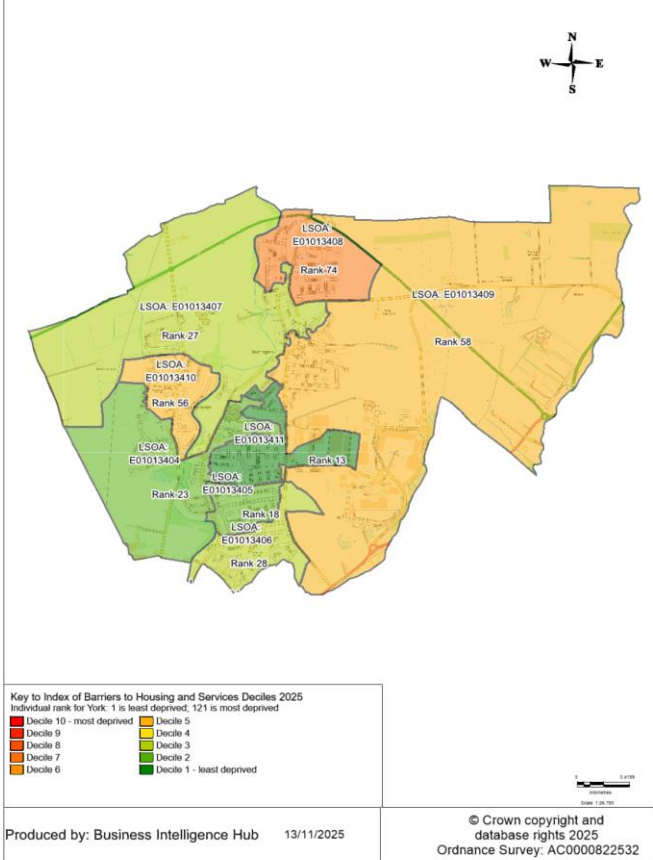 N
W E
S
LSOA:
E01013408
Rank 74
LSOA: E01013409
LSOA: E01013407
Rank 58
Rank 27
LSOA:
E01013410
Rank 56
LSOA:
E01013411
LSOA:
E01013404
Rank 13
LSOA:
E01013405
Rank 23
Rank 18
LSOA:
E01013406
Rank 28
Key to Index of Barriers to Housing and Services Deciles 2025
Individual rank for York: 1 is least deprived; 121 is most deprived
Decile 10 - most deprived Decile 5
Decile 9 Decile 4
Decile 8 Decile 3
Decile 7 Decile 2
Decile 6 Decile 1 - least deprived
kilometres
Produced by: Business Intelligence Hub 13/11/2025
© Crown copyright and
database rights 2025
Ordnance Survey: AC0000822532